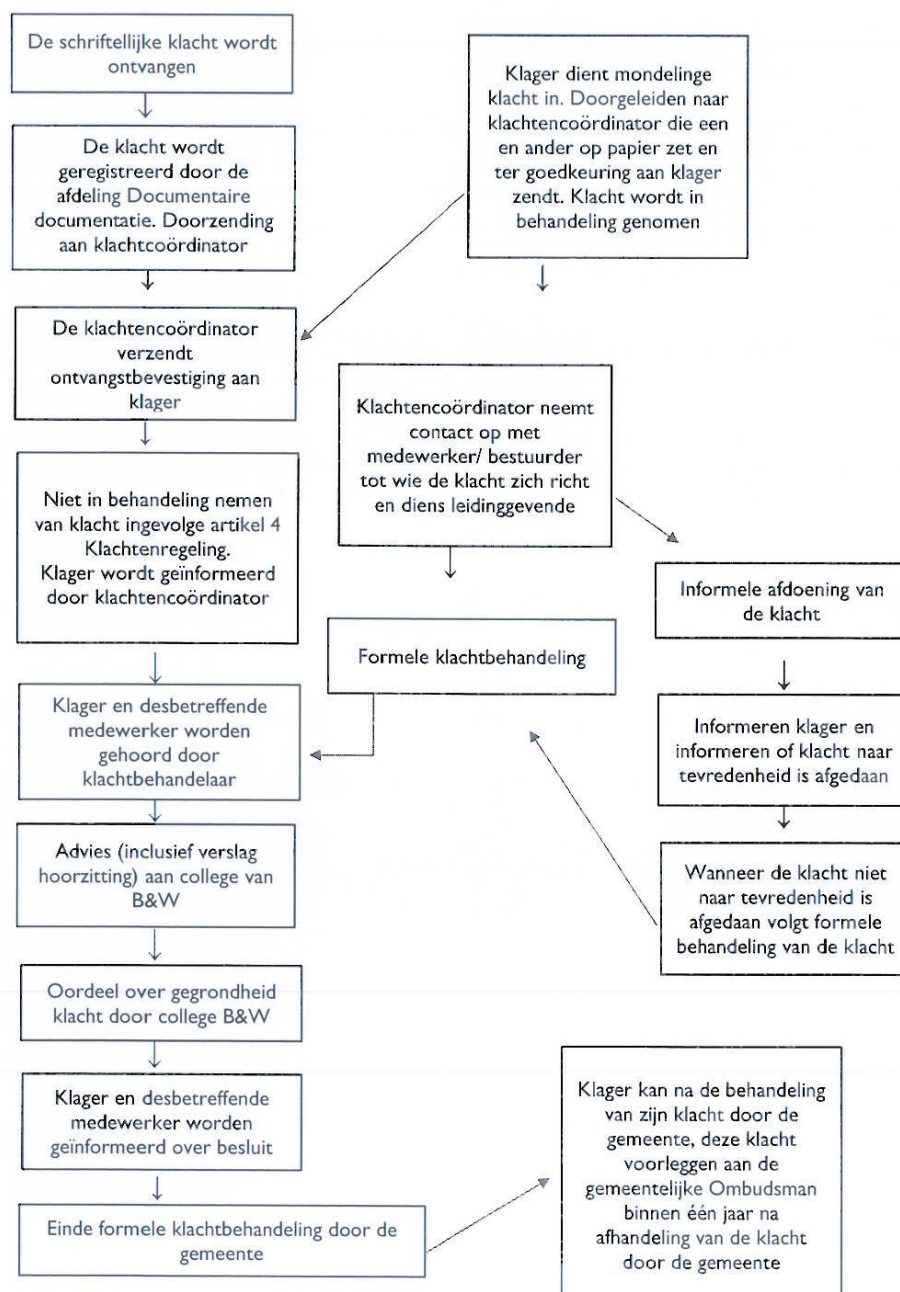 De schriftellijke klacht wordt
ontvangen
Klager dient mondelinge
klacht in. Doorgeleiden naar
klachtencoördinator die een
en ander op papier zet en
ter goedkeuring aan klager
zendt. Klacht wordt in
behandeling genomen
De klacht wordt
geregistreerd door de
afdeling Documentaire
documentatie. Doorzending
aan klachtcoördinator
De klachtencoördinator
verzendt
ontvangstbevestiging aan
klager
Klachtencoördinator neemt
contact op met
medewerker/ bestuurder
tot wie de klacht zich richt
en diens leidinggevende
Niet in behandeling nemen
van klacht ingevolge artikel 4
Klachtenregeling.
Klager wordt geïnformeerd
door klachtencoördinator
Informele afdoening van
de klacht
Formele klachtbehandeling
Klager en desbetreffende
medewerker worden
gehoord door
klachtbehandelaar
Informeren klager en
informeren of klacht naar
tevredenheid is afgedaan
Advies (inclusief verslag
hoorzitting) aan college van
B&W
Wanneer de klacht niet
naar tevredenheid is
afgedaan volgt formele
behandeling van de klacht
Oordeel over gegrondheid
klacht door college B&W
Klager en desbetreffende
medewerker worden
geïnformeerd over besluit
Klager kan na de behandeling
van zijn klacht door de
gemeente, deze klacht
voorleggen aan de
gemeentelijke Ombudsman
binnen één jaar na
afhandeling van de klacht
door de gemeente
Einde formele klachtbehandeling door de
gemeente